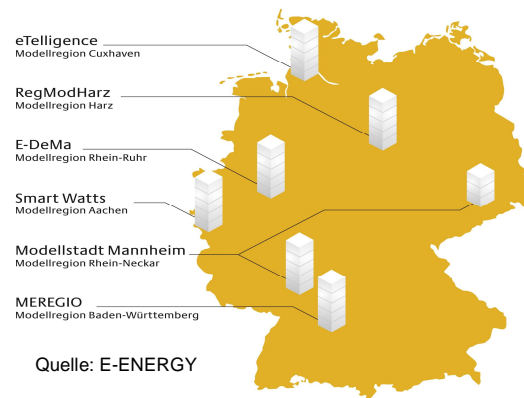 eTelligence
Modellregion Cuxhaven
RegModHarz
Modellregion Harz
E-DeMa
Modellregion Rhein-Ruhr
Smart Watts
Modellregion Aachen
Modellstadt Mannheim
Modellregion Rhein-Neckar
MEREGIO
Modellregion Baden-Württemberg
Quelle: E-ENERGY